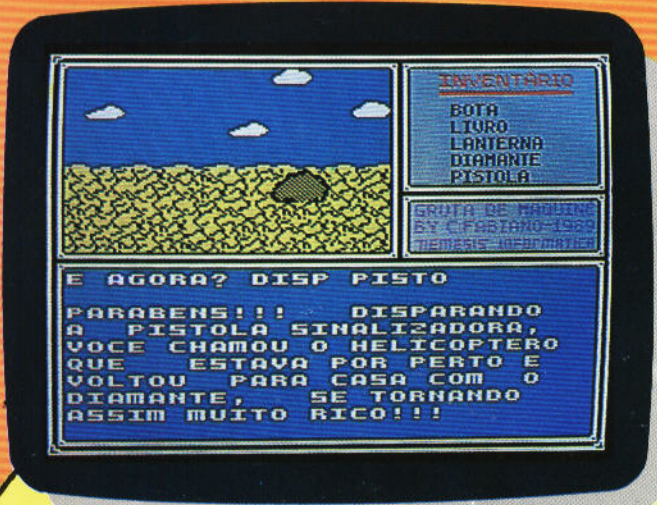 INVENTÁRIO
BOTA
LIVRO
LANTERNA
DIAMANTE
PISTOLA
GRUTA DE MAQUINE
BY C.FABIANO-1989
NEMESIS INFORMATICA
E AGORA? DISP PISTO
PARABENS!!! DISPARANDO
A PISTOLA SINALIZADORA,
VOCE CHAMOU O HELICOPTERO
QUE ESTAVA POR PERTO E
VOLTOU PARA CASA COM O
DIAMANTE, SE TORNANDO
ASSIM MUITO RICO!!!